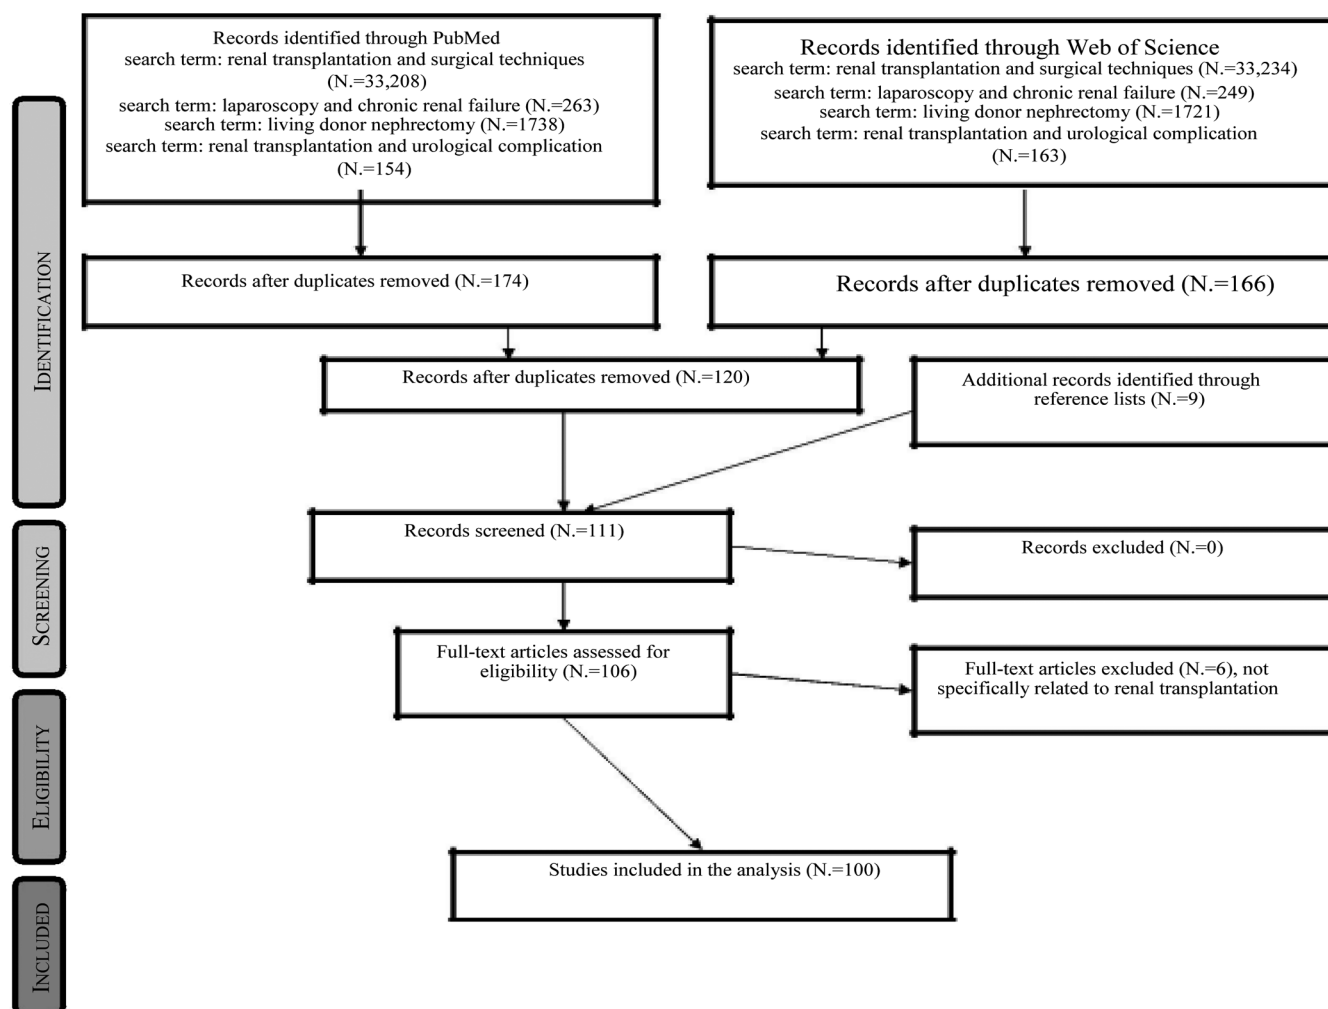 Records identified through PubMed
search term: renal transplantation and surgical techniques
(N.=33,208)
search term: laparoscopy and chronic renal failure (N.=263)
search term: living donor nephrectomy (N.=1738)
search term: renal transplantation and urological complication
(N.=154)
Records identified through Web of Science
search term: renal transplantation and surgical techniques (N.=33,234)
search term: laparoscopy and chronic renal failure (N.=249)
search term: living donor nephrectomy (N.=1721)
search term: renal transplantation and urological complication
(N.=163)
IDENTIFICATION
Records after duplicates removed (N.=174)
Records after duplicates removed (N.=166)
Records after duplicates removed (N.=120)
Additional records identified through
reference lists (N.=9)
SCREENING
Records screened (N.=111)
Records excluded (N.=0)
Full-text articles assessed for
eligibility (N.=106)
Full-text articles excluded (N.=6), not
specifically related to renal transplantation
ELIGIBILITY
Studies included in the analysis (N.=100)
INCLUDED